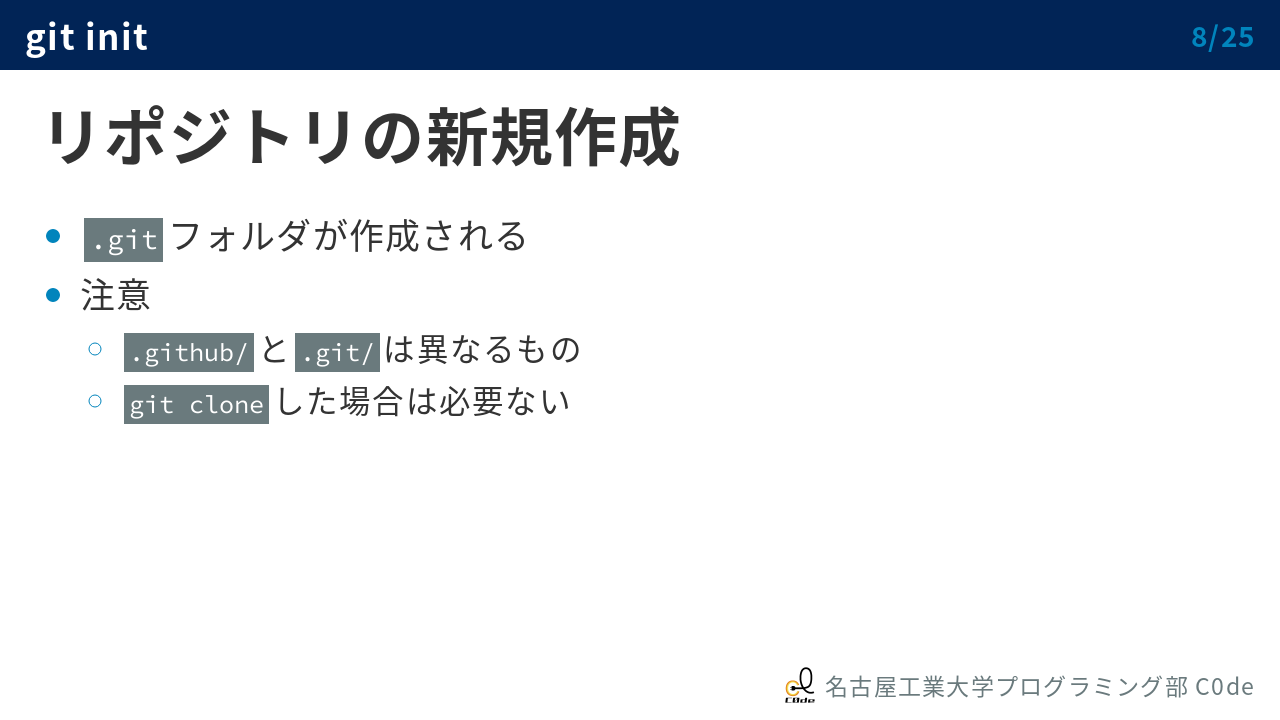 git init
8/25
リポジトリの新規作成
.git フォルダが作成される
注意
.github/ と .git/ は異なるもの
git clone した場合は必要ない
C0de
名古屋工業大学プログラミング部 C0de